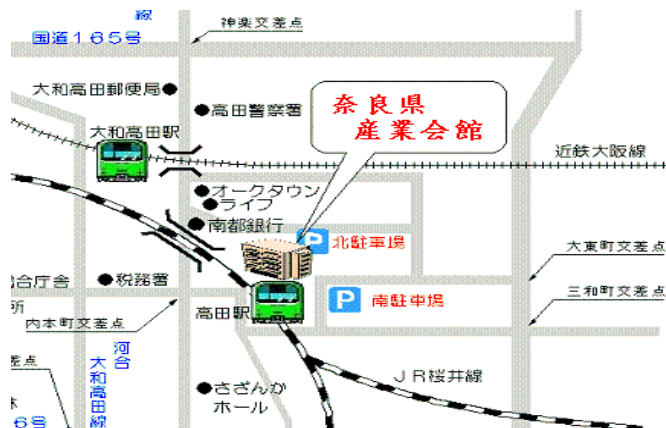 線
神楽交差点
国道165号
大和高田郵便局
奈良県
産業会館
高田警察署
大和高田駅
近鉄大阪線
オークタウン
ライフ
南都銀行
P
北駐車場
大東町交差点
合庁舎
税務署
P
南駐車場
三和町交差点
所
内本町交差点
高田駅
河合
大和高田線
差点
JR桜井線
さざんか
ホール
6号